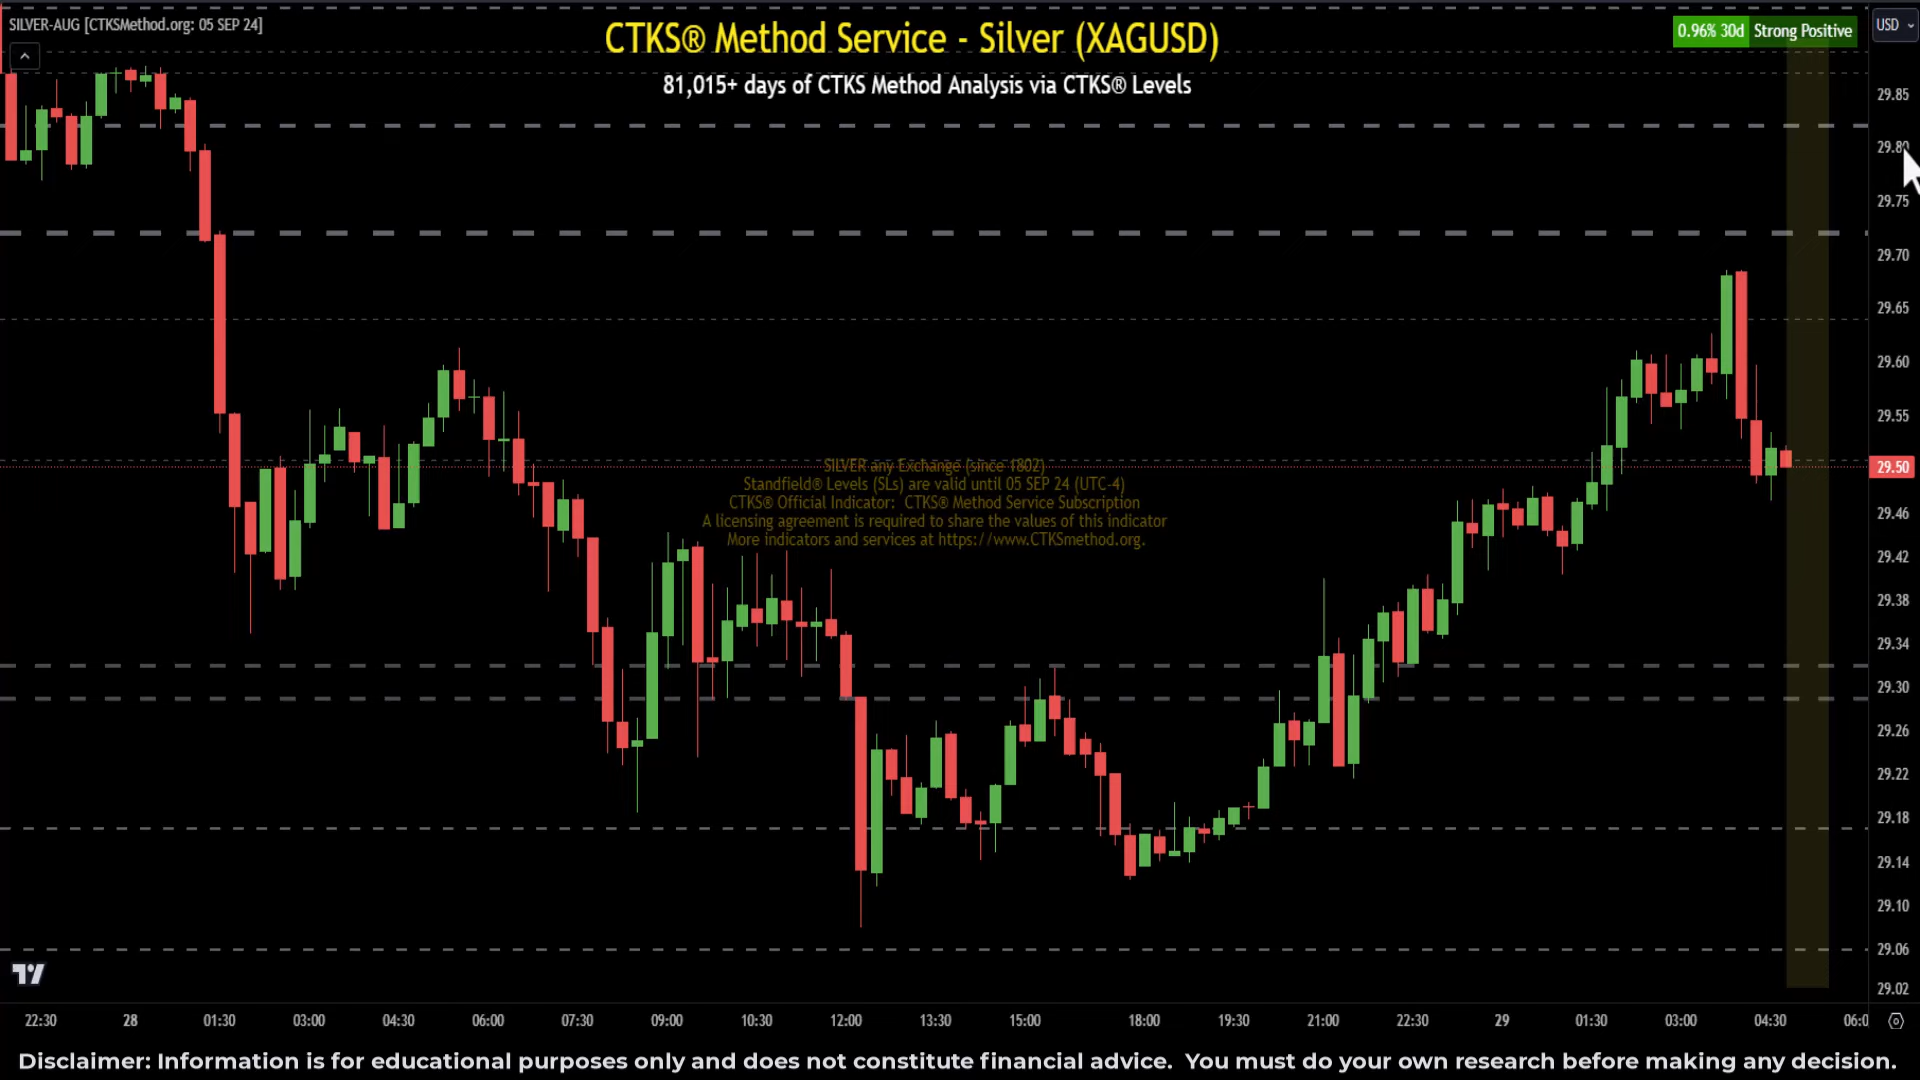 SILVER-AUG [CTKSMethod.org: 05 SEP 24]
CTKS® Method Service - Silver (XAGUSD)
81,015+ days of CTKS Method Analysis via CTKS® Levels
0.96% 30d Strong Positive
USD
29.85
29.80
29.75
29.70
29.65
29.60
29.55
29.50
29.46
29.42
29.38
29.34
29.30
29.26
29.22
29.18
29.14
29.10
29.06
29.02
SILVER any Exchange (since 1802)
Standfield® Levels (SLs) are valid until 05 SEP 24 (UTC-4)
CTKS® Official Indicator: CTKS® Method Service Subscription
A licensing agreement is required to share the values of this indicator
More indicators and services at https://www.CTKSmethod.org.
22:30 28 01:30 03:00 04:30 06:00 07:30 09:00 10:30 12:00 13:30 15:00 18:00 19:30 21:00 22:30 29 01:30 03:00 04:30 06:0
Disclaimer: Information is for educational purposes only and does not constitute financial advice. You must do your own research before making any decision.